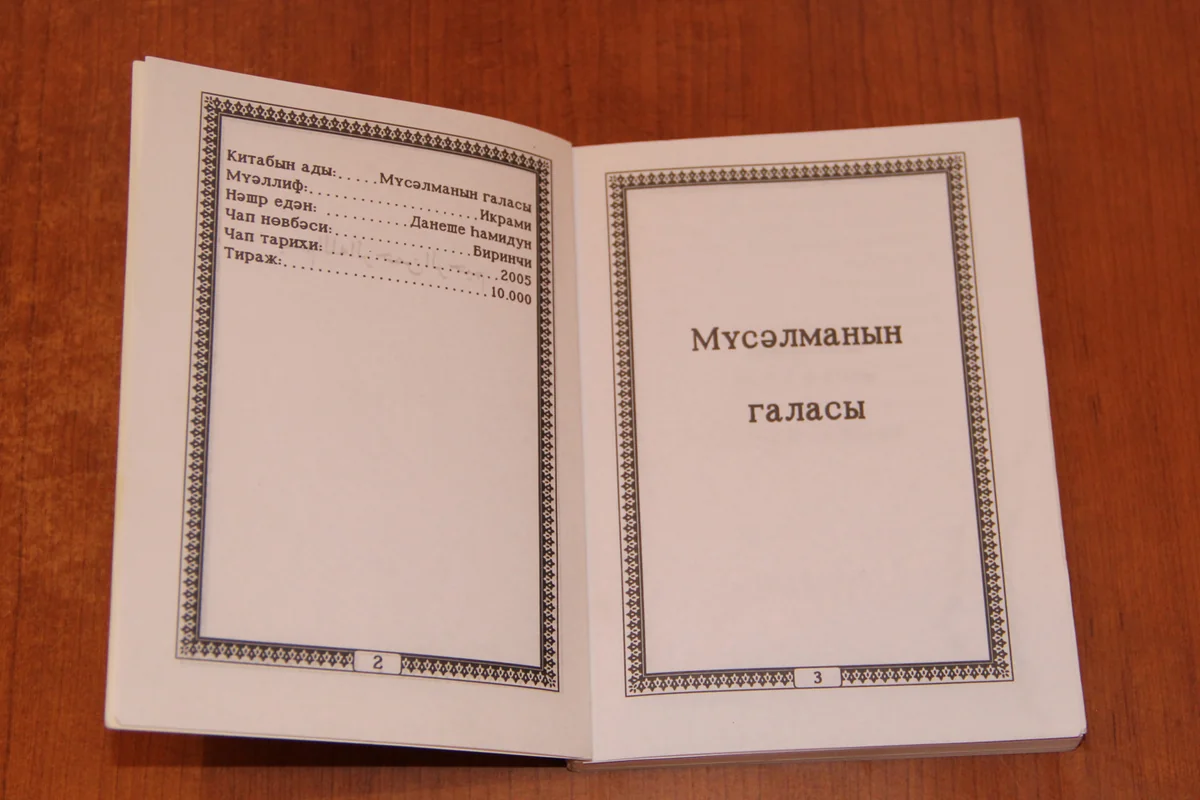 Китабын ады:.....Мүсәлманын галасы
Мүәллиф:...................Икрами
Нәшр едән: ..........Данеше һамидун
Чап нөвбәси:................Биринчи
Чап тарихи:....................2005
Тираж:.......................10.000
2
Мүсәлманын
галасы
3